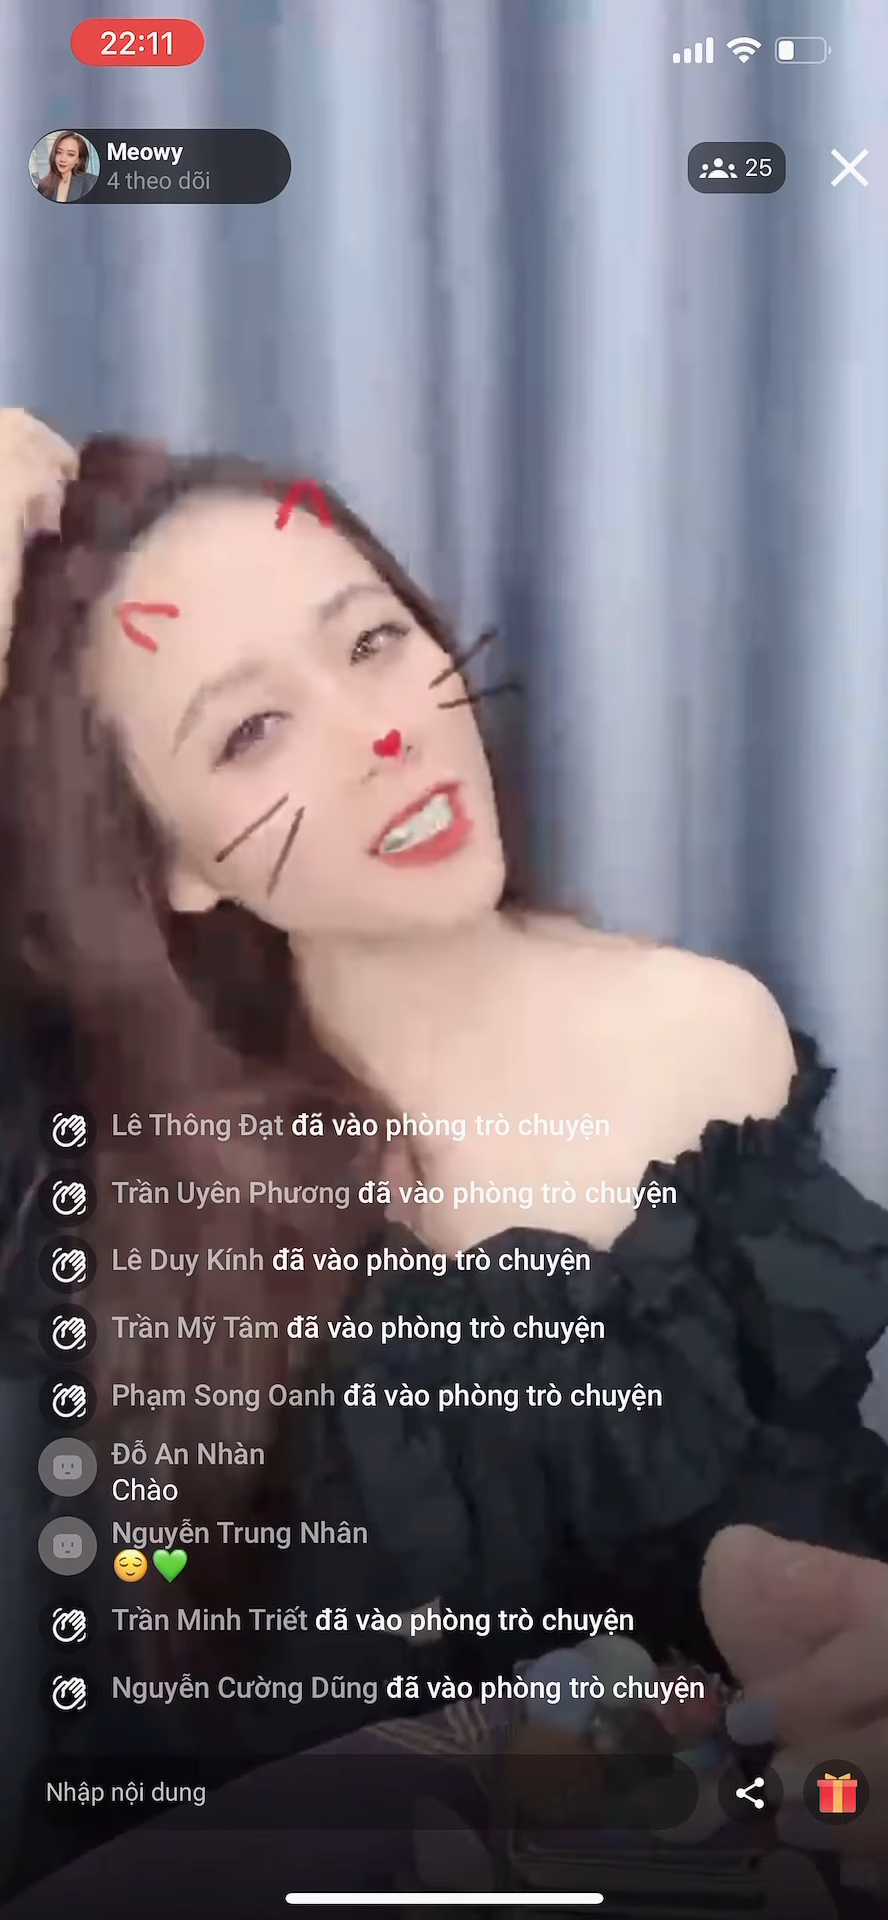 22:11
Meowy
4 theo dõi
25
Lê Thông Đạt đã vào phòng trò chuyện
Trần Uyên Phương đã vào phòng trò chuyện
Lê Duy Kính đã vào phòng trò chuyện
Trần Mỹ Tâm đã vào phòng trò chuyện
Phạm Song Oanh đã vào phòng trò chuyện
Đỗ An Nhàn
Chào
Nguyễn Trung Nhân
😌💚
Trần Minh Triết đã vào phòng trò chuyện
Nguyễn Cường Dũng đã vào phòng trò chuyện
Nhập nội dung